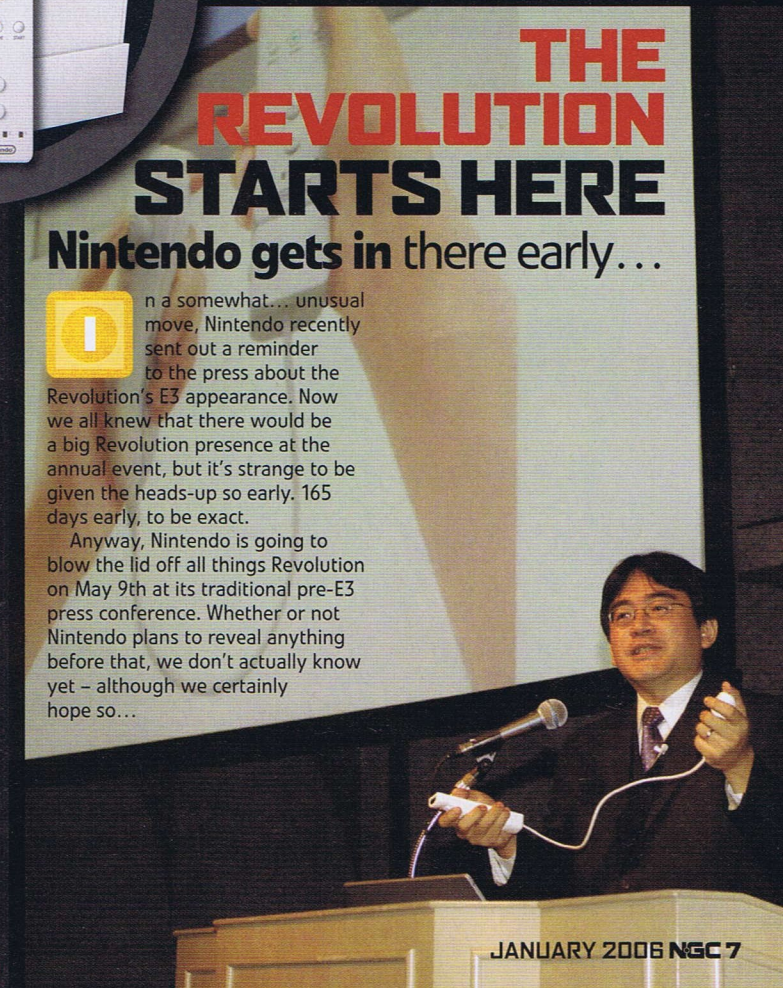 THE
REVOLUTION
STARTS HERE
Nintendo gets in there early...
In a somewhat... unusual
move, Nintendo recently
sent out a reminder
to the press about the
Revolution's E3 appearance. Now
we all knew that there would be
a big Revolution presence at the
annual event, but it's strange to be
given the heads-up so early. 165
days early, to be exact.
Anyway, Nintendo is going to
blow the lid off all things Revolution
on May 9th at its traditional pre-E3
press conference. Whether or not
Nintendo plans to reveal anything
before that, we don't actually know
yet – although we certainly
hope so...
JANUARY 2006 NGC 7